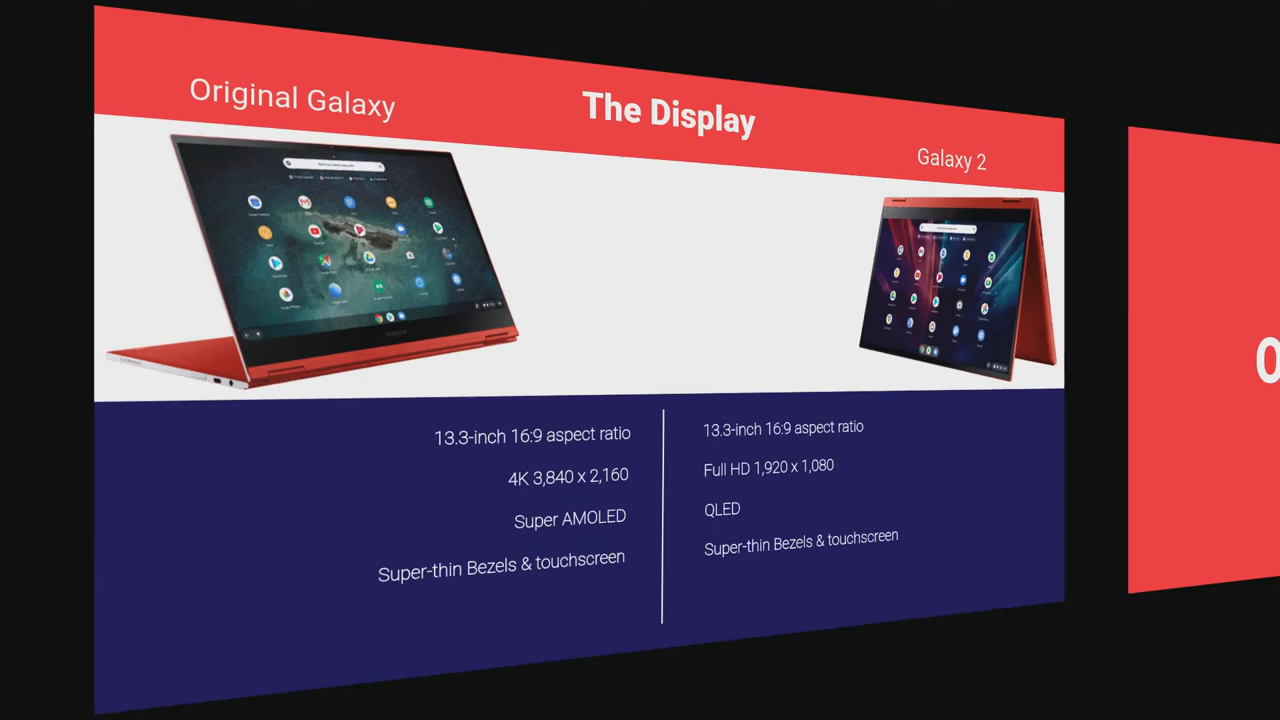 Original Galaxy
The Display
Galaxy 2
13.3-inch 16:9 aspect ratio
4K 3,840 x 2,160
Super AMOLED
Super-thin Bezels & touchscreen
13.3-inch 16:9 aspect ratio
Full HD 1,920 x 1,080
QLED
Super-thin Bezels & touchscreen